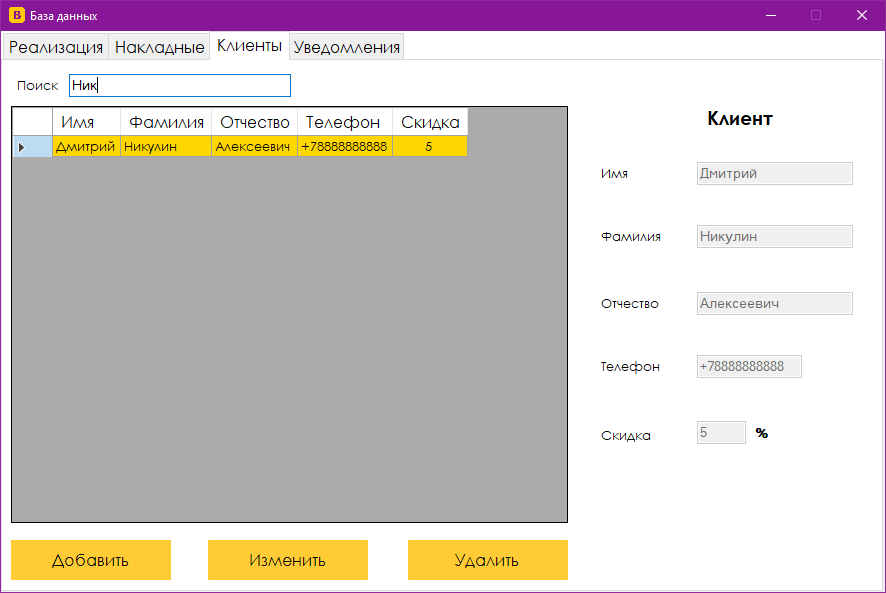 B База данных
Реализация Накладные Клиенты Уведомления
Поиск Ник
Имя Фамилия Отчество Телефон Скидка
Дмитрий Никулин Алексеевич +78888888888 5
Клиент
Имя Дмитрий
Фамилия Никулин
Отчество Алексеевич
Телефон +78888888888
Скидка 5 %
Добавить Изменить Удалить